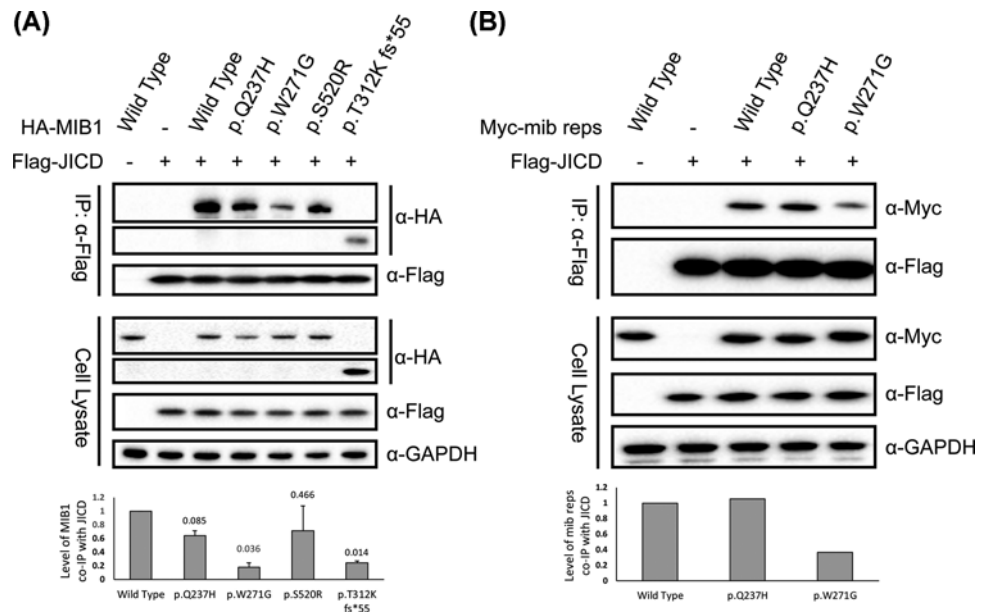 (A)
HA-MIB1 Wild Type - Wild Type p.Q237H p.W271G p.S520R p.T312K fs*55
Flag-JICD - + + + + + +
IP: α-Flag
α-HA
α-Flag
Cell Lysate
α-HA
α-Flag
α-GAPDH
Level of MIB1
co-IP with JICD
1.2
1
0.8
0.6
0.4
0.2
0
0.085
0.036
0.466
0.014
Wild Type p.Q237H p.W271G p.S520R p.T312K
fs*55
(B)
Myc-mib reps Wild Type - Wild Type p.Q237H p.W271G
Flag-JICD - + + + +
IP: α-Flag
α-Myc
α-Flag
Cell Lysate
α-Myc
α-Flag
α-GAPDH
Level of mib reps
co-IP with JICD
1.2
1
0.8
0.6
0.4
0.2
0
Wild Type p.Q237H p.W271G